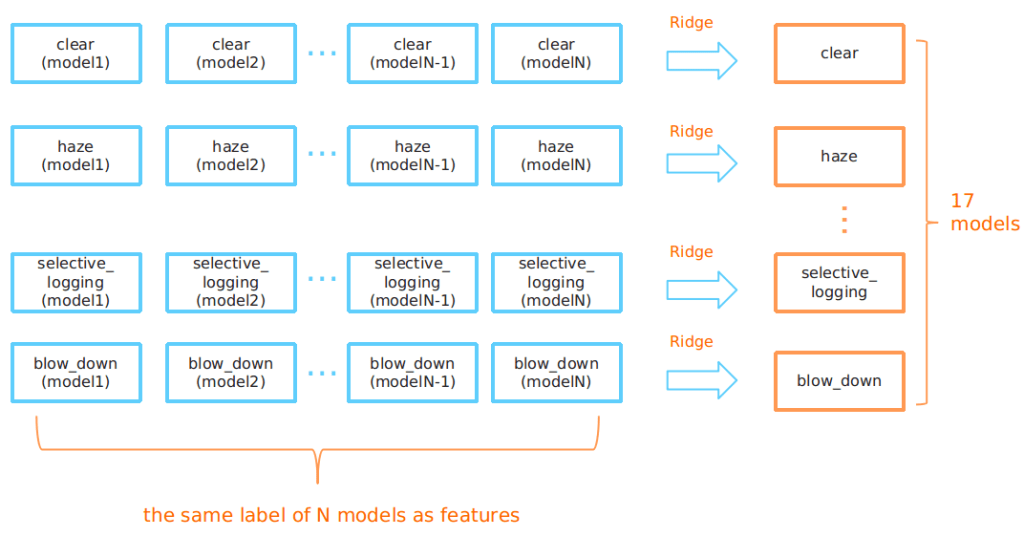 Ridge
clear
(model1)
clear
(model2)
...
clear
(modelN-1)
clear
(modelN)
clear
Ridge
haze
(model1)
haze
(model2)
...
haze
(modelN-1)
haze
(modelN)
haze
17
models
Ridge
selective_
logging
(model1)
selective_
logging
(model2)
...
selective_
logging
(modelN-1)
selective_
logging
(modelN)
selective_
logging
Ridge
blow_down
(model1)
blow_down
(model2)
...
blow_down
(modelN-1)
blow_down
(modelN)
blow_down
the same label of N models as features